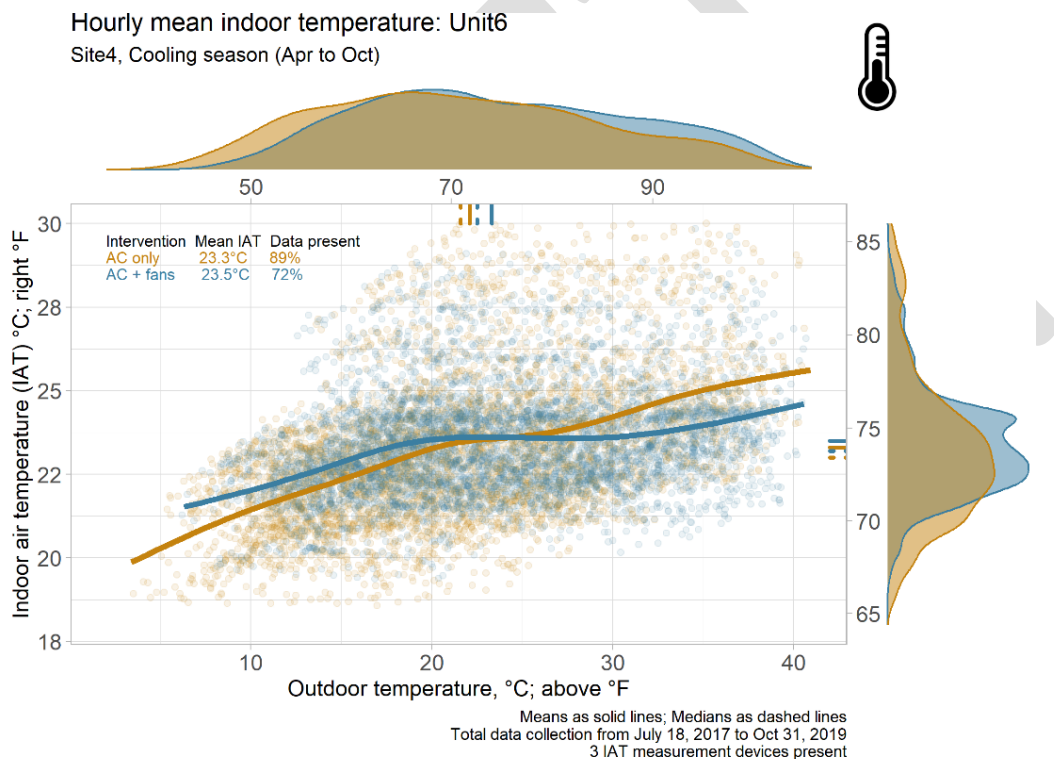 Hourly mean indoor temperature: Unit6
Site4, Cooling season (Apr to Oct)
50 70 90
Intervention Mean IAT Data present
AC only 23.3°C 89%
AC + fans 23.5°C 72%
Indoor air temperature (IAT) °C; right °F
30
28
25
22
20
18
85
80
75
70
65
10 20 30 40
Outdoor temperature, °C; above °F
Means as solid lines; Medians as dashed lines
Total data collection from July 18, 2017 to Oct 31, 2019
3 IAT measurement devices present